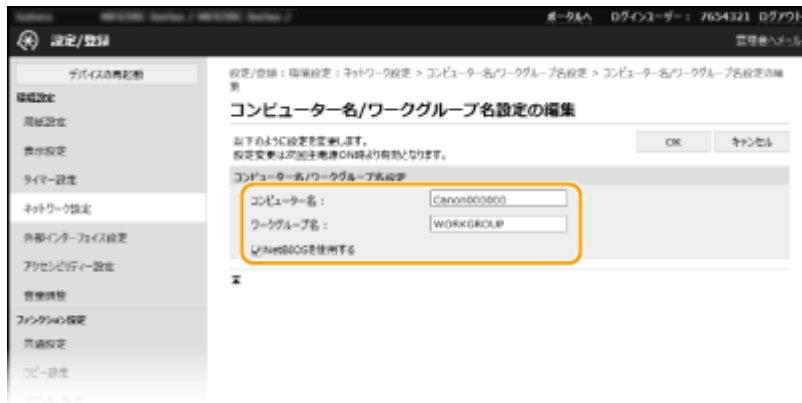 ポータルへ ログインユーザー： 7654321 ログアウト
設定/登録
管理者へメール
デバイスの再起動
環境設定
用紙設定
表示設定
タイマー設定
ネットワーク設定
外部インターフェイス設定
アクセシビリティー設定
音量調整
ファンクション設定
共通設定
コピー設定
設定/登録 : 環境設定 : ネットワーク設定 > コンピューター名/ワークグループ名設定 > コンピューター名/ワークグループ名設定の編
集
コンピューター名/ワークグループ名設定の編集
以下のように設定を変更します。
設定変更は次回主電源ON時より有効となります。
OK キャンセル
コンピューター名/ワークグループ名設定
コンピューター名： Canon000000
ワークグループ名： WORKGROUP
NetBIOSを使用する